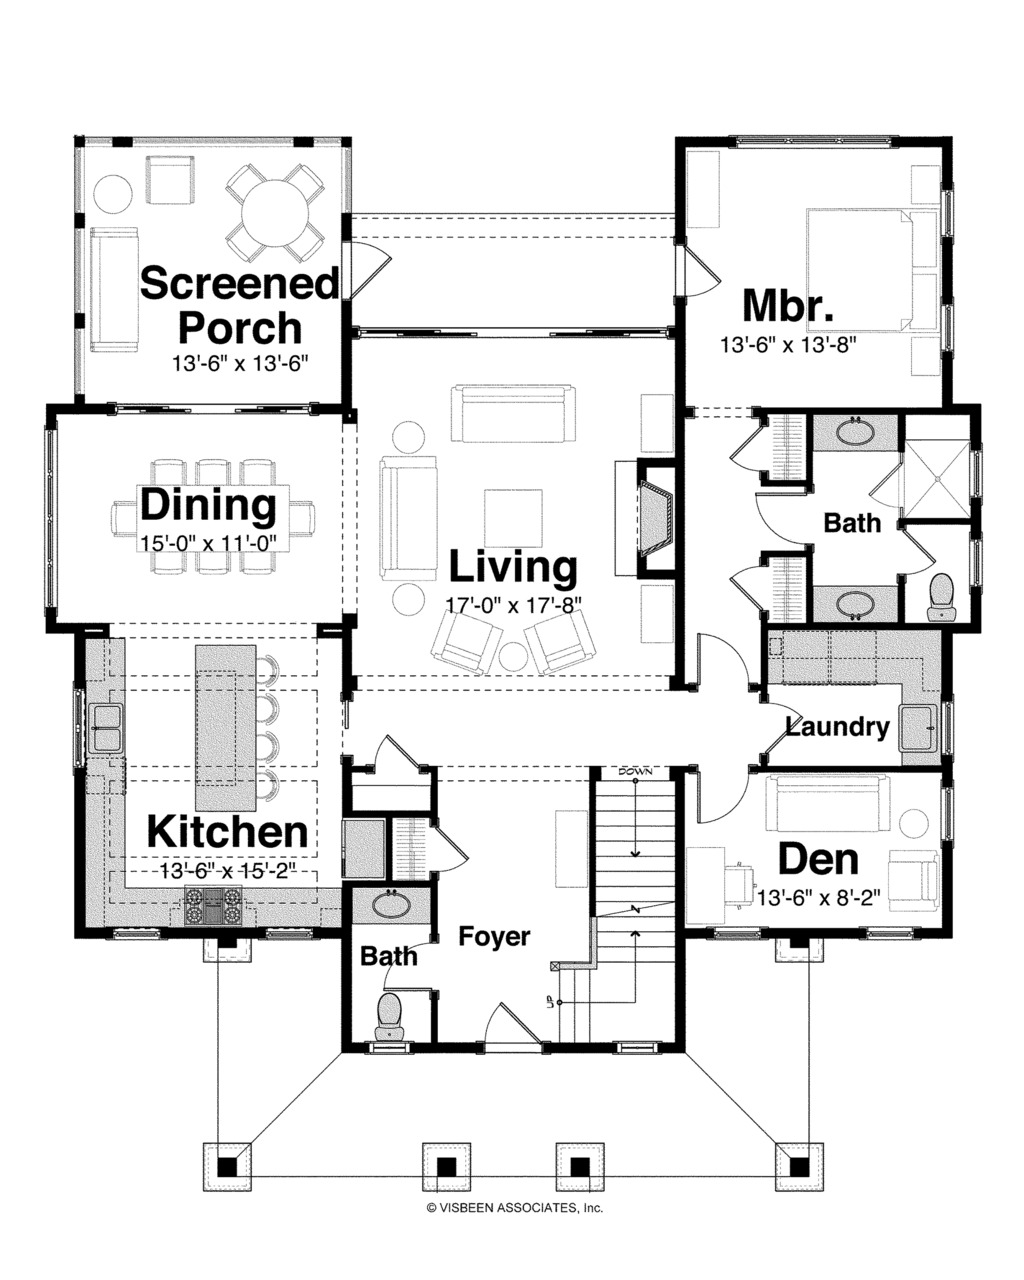 Screened
Porch
13'-6" x 13'-6"
Mbr.
13'-6" x 13'-8"
Dining
15'-0" x 11'-0"
Living
17'-0" x 17'-8"
Bath
Laundry
DOWN
Kitchen
13'-6" x 15'-2"
Den
13'-6" x 8'-2"
Foyer
Bath
UP
© VISBEEN ASSOCIATES, Inc.